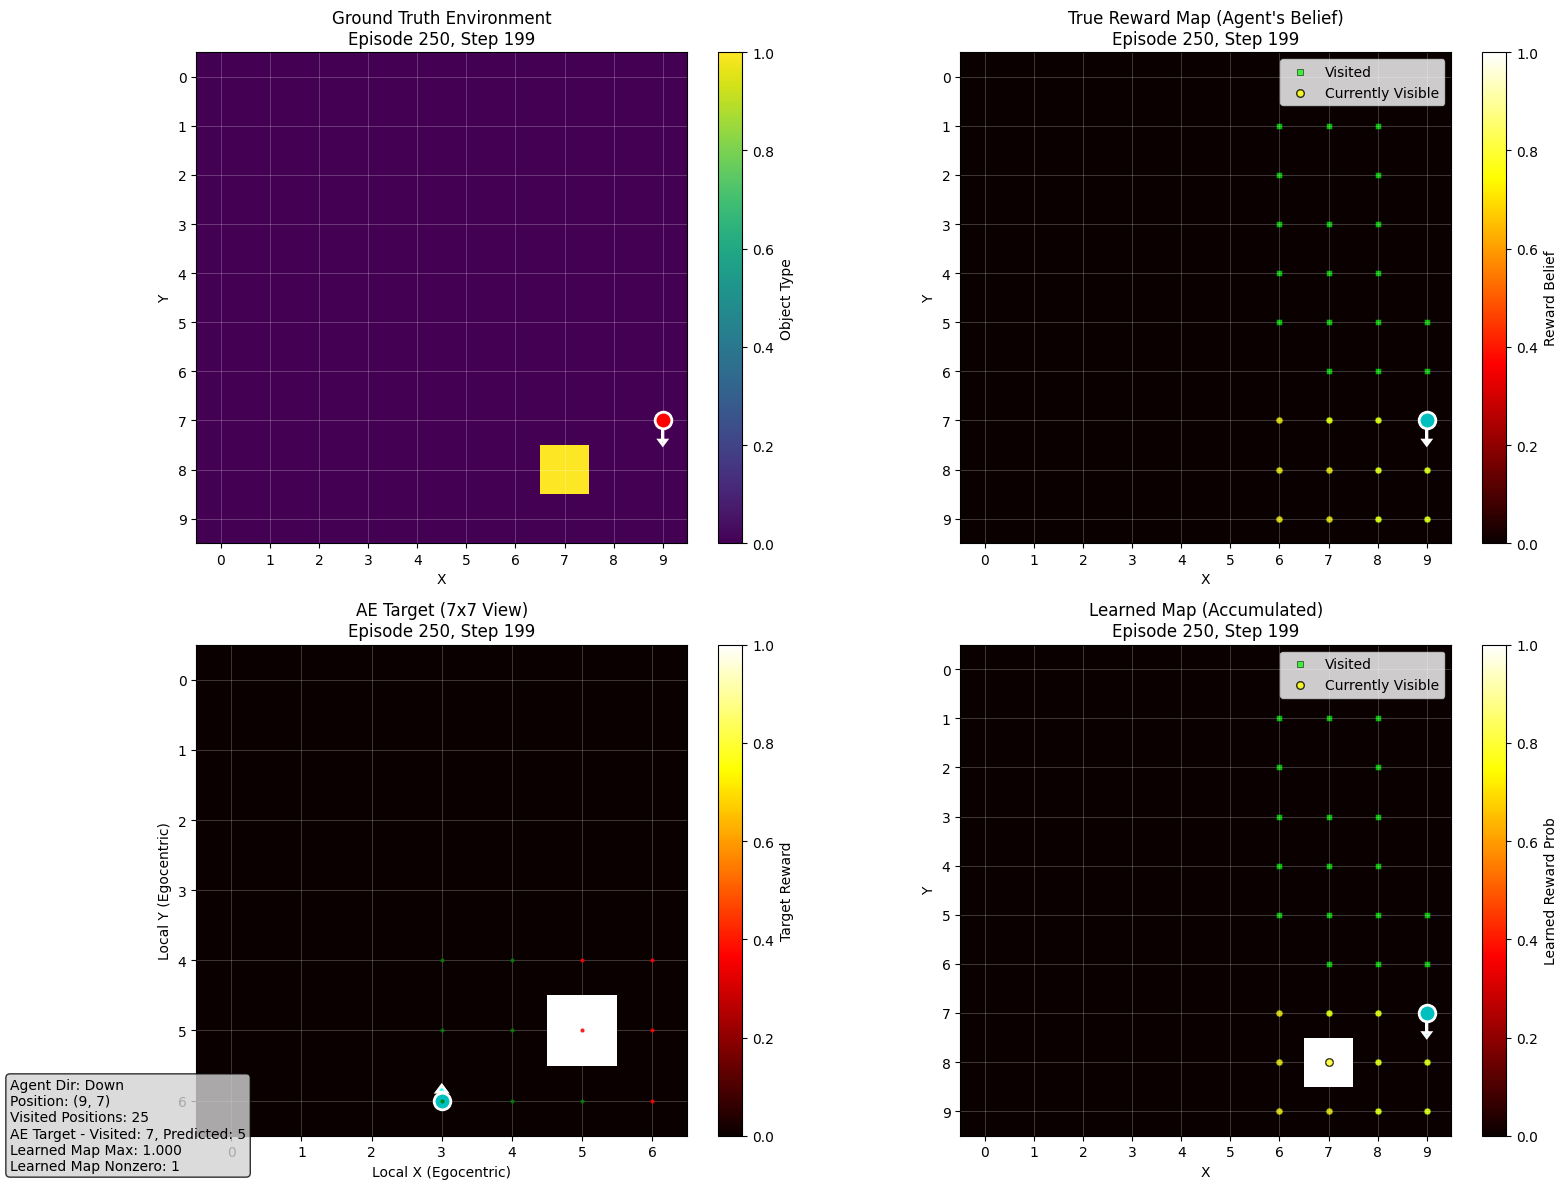 Ground Truth Environment
Episode 250, Step 199
0
1
2
3
4
5
6
7
8
9
Y
0 1 2 3 4 5 6 7 8 9
X
1.0
0.8
0.6
0.4
0.2
0.0
Object Type
True Reward Map (Agent's Belief)
Episode 250, Step 199
Visited
Currently Visible
0
1
2
3
4
5
6
7
8
9
Y
0 1 2 3 4 5 6 7 8 9
X
1.0
0.8
0.6
0.4
0.2
0.0
Reward Belief
AE Target (7x7 View)
Episode 250, Step 199
0
1
2
3
4
5
6
Local Y (Egocentric)
0 1 2 3 4 5 6
Local X (Egocentric)
1.0
0.8
0.6
0.4
0.2
0.0
Target Reward
Agent Dir: Down
Position: (9, 7)
Visited Positions: 25
AE Target - Visited: 7, Predicted: 5
Learned Map Max: 1.000
Learned Map Nonzero: 1
Learned Map (Accumulated)
Episode 250, Step 199
Visited
Currently Visible
0
1
2
3
4
5
6
7
8
9
Y
0 1 2 3 4 5 6 7 8 9
X
1.0
0.8
0.6
0.4
0.2
0.0
Learned Reward Prob